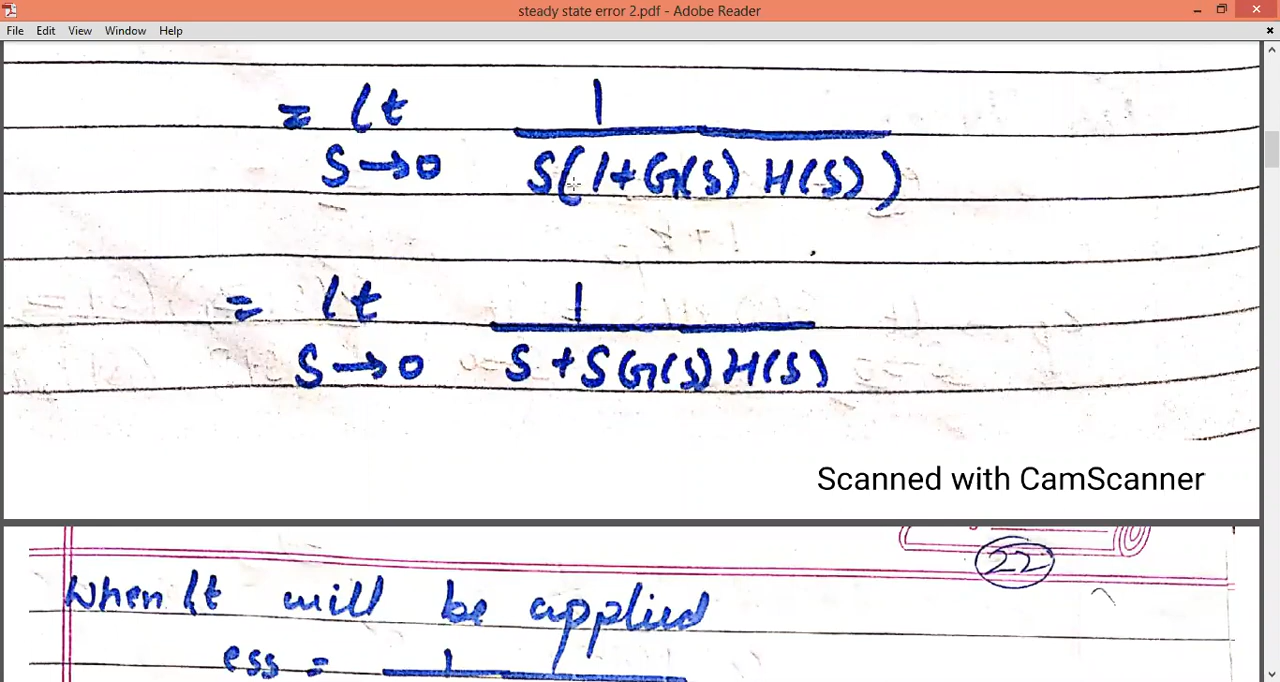 steady state error 2.pdf - Adobe Reader
File Edit View Window Help
= lt 1
S→0 S(1+G(S) H(S))
= lt 1
S→0 S+SG(S)H(S)
Scanned with CamScanner
22
When lt will be applied
ess = 1